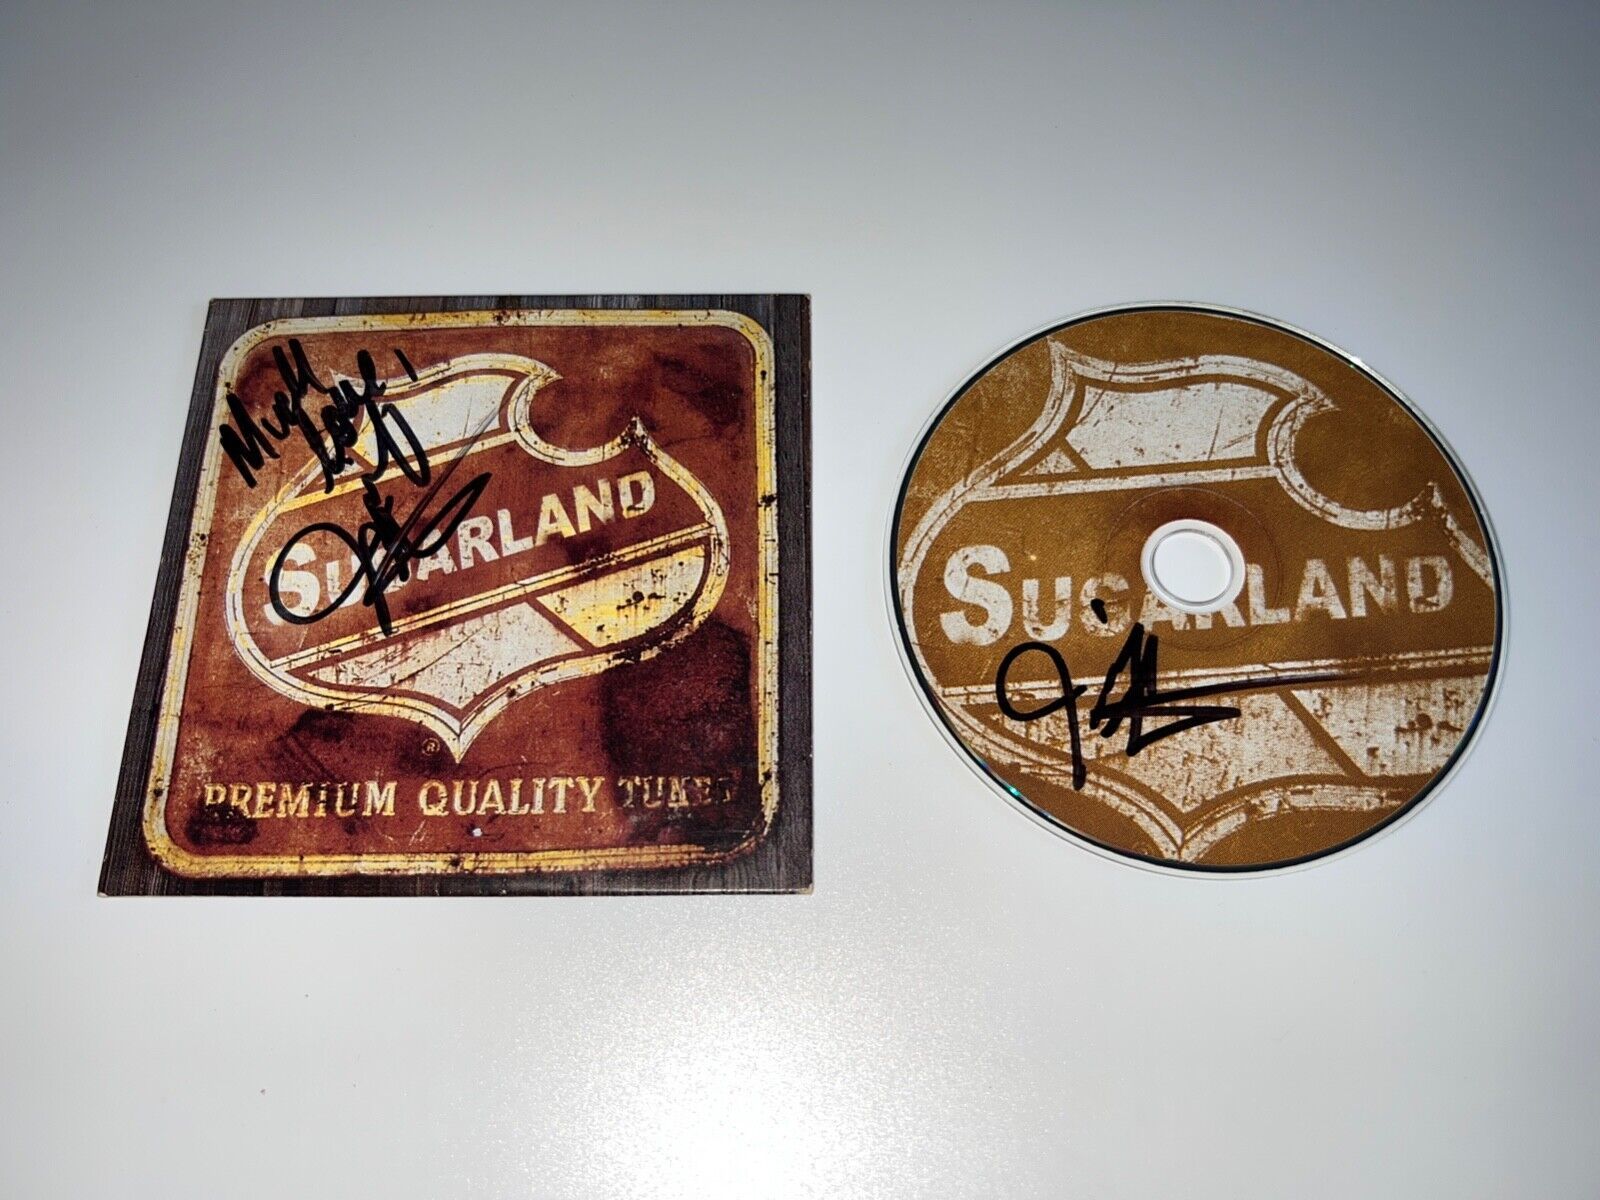 Much
Love!
SUGARLAND
®
PREMIUM QUALITY TUNES
SUGARLAND